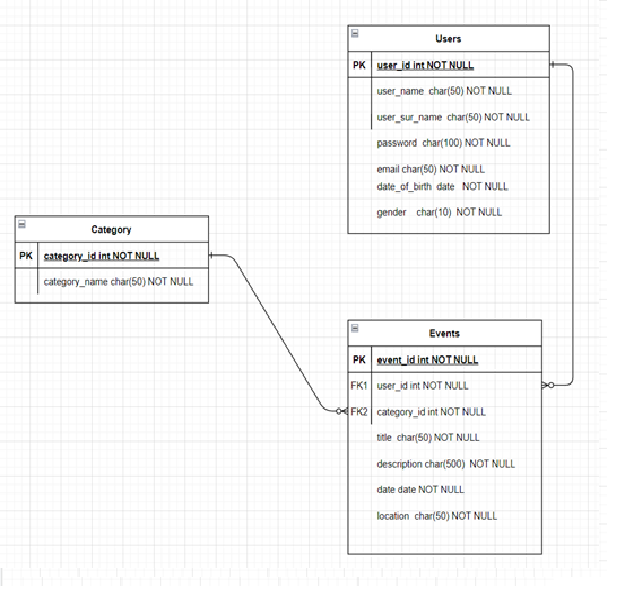 Users
PK user_id int NOT NULL
user_name char(50) NOT NULL
user_sur_name char(50) NOT NULL
password char(100) NOT NULL
email char(50) NOT NULL
date_of_birth date NOT NULL
gender char(10) NOT NULL
Category
PK category_id int NOT NULL
category_name char(50) NOT NULL
Events
PK event_id int NOT NULL
FK1 user_id int NOT NULL
FK2 category_id int NOT NULL
title char(50) NOT NULL
description char(500) NOT NULL
date date NOT NULL
location char(50) NOT NULL